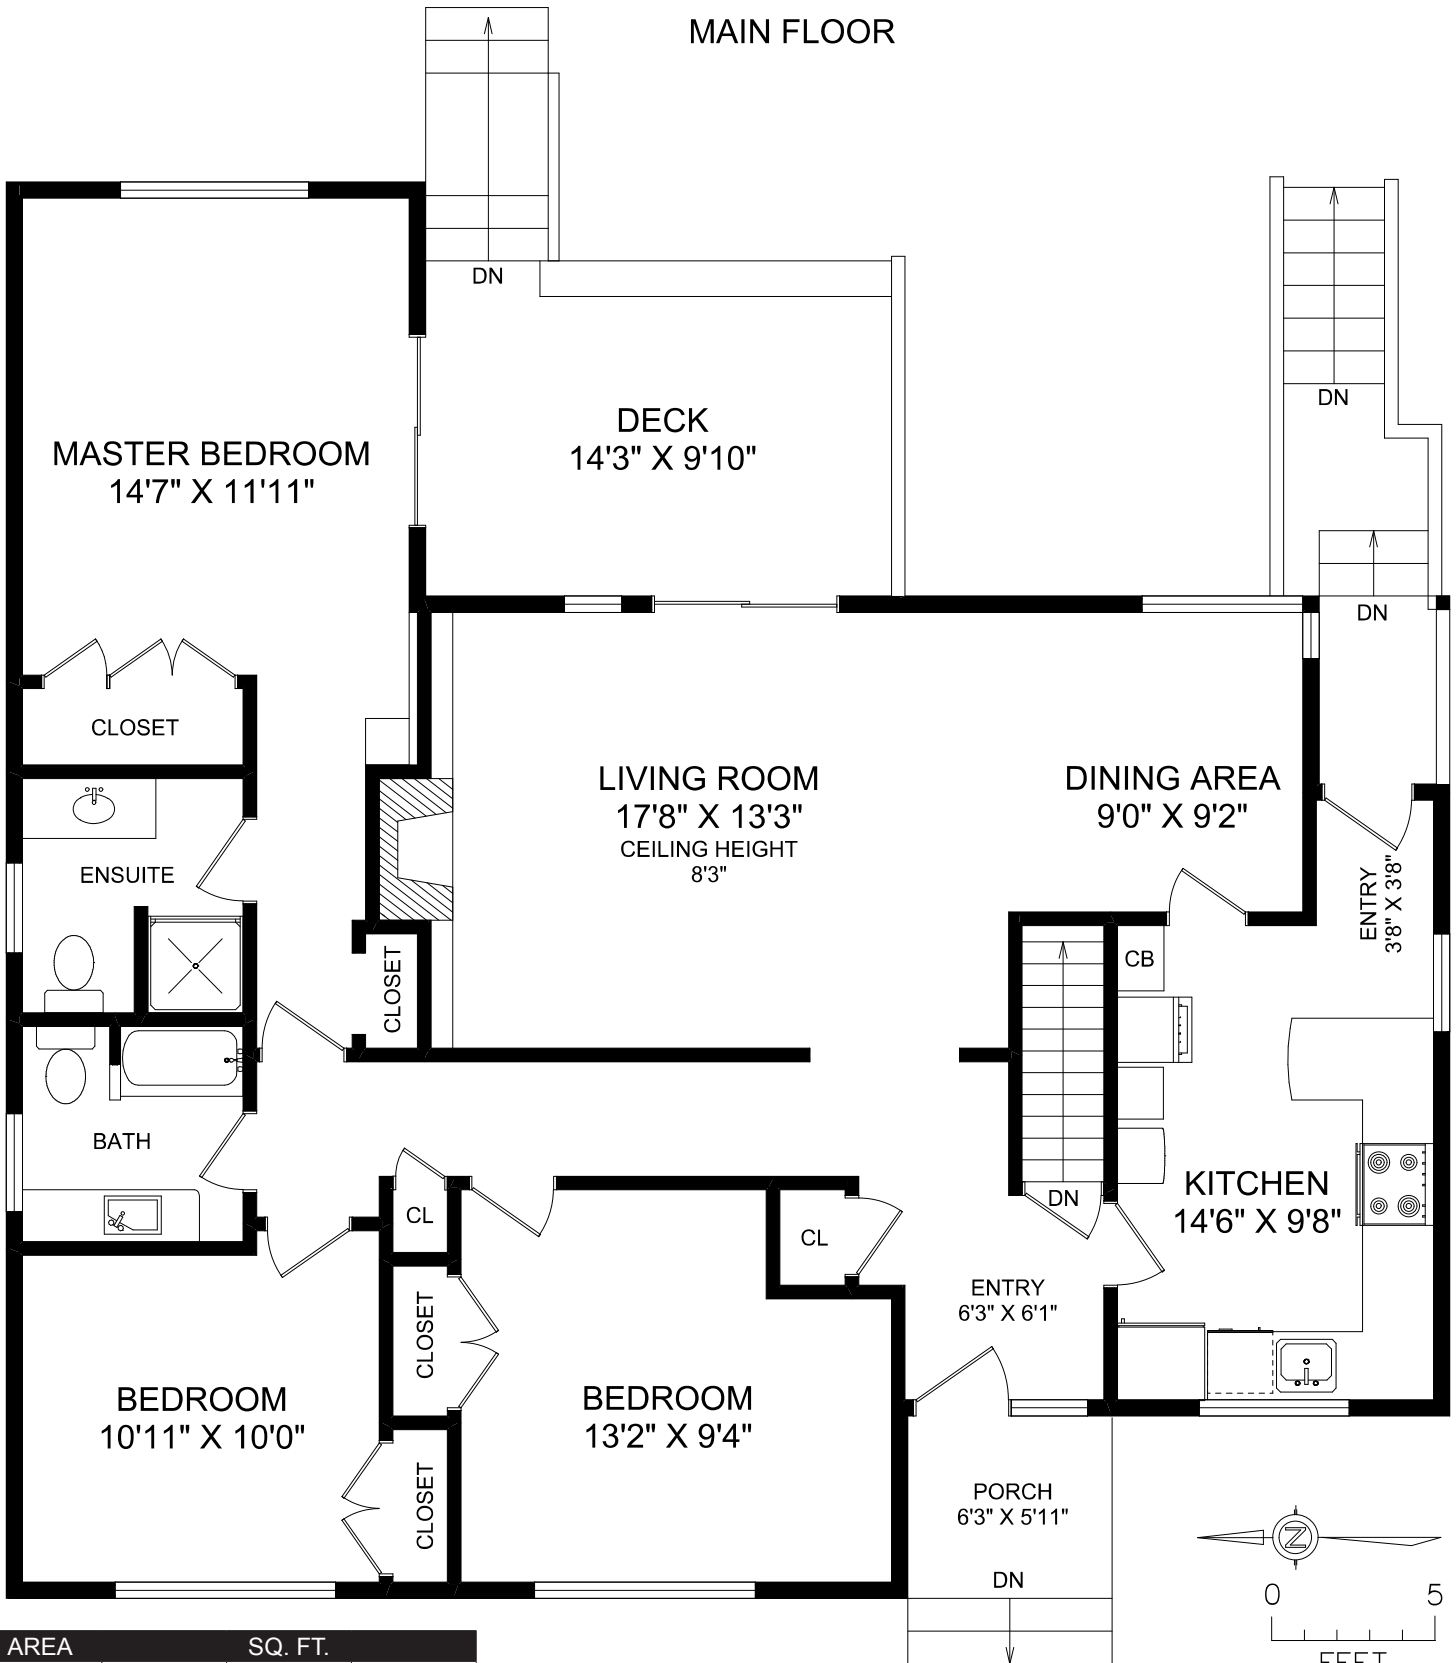 MAIN FLOOR
DN
DN
DECK
14'3" X 9'10"
MASTER BEDROOM
14'7" X 11'11"
DN
CLOSET
LIVING ROOM
17'8" X 13'3"
CEILING HEIGHT
8'3"
DINING AREA
9'0" X 9'2"
ENSUITE
ENTRY
3'8" X 3'8"
CLOSET
CB
BATH
DN
KITCHEN
14'6" X 9'8"
CL
CL
ENTRY
6'3" X 6'1"
CLOSET
BEDROOM
10'11" X 10'0"
BEDROOM
13'2" X 9'4"
CLOSET
PORCH
6'3" X 5'11"
N
DN
0 5
FEET
AREA SQ. FT.